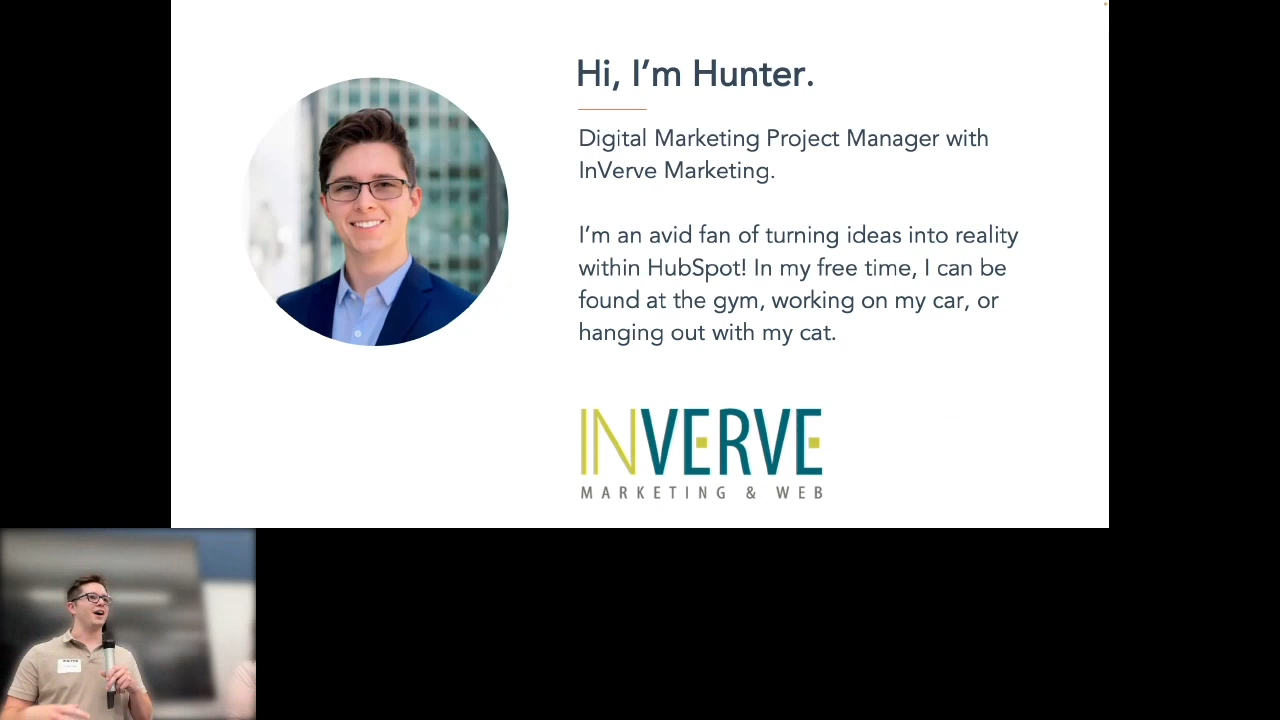 Hi, I’m Hunter.
Digital Marketing Project Manager with
InVerve Marketing.
I’m an avid fan of turning ideas into reality
within HubSpot! In my free time, I can be
found at the gym, working on my car, or
hanging out with my cat.
INVERVE
MARKETING & WEB